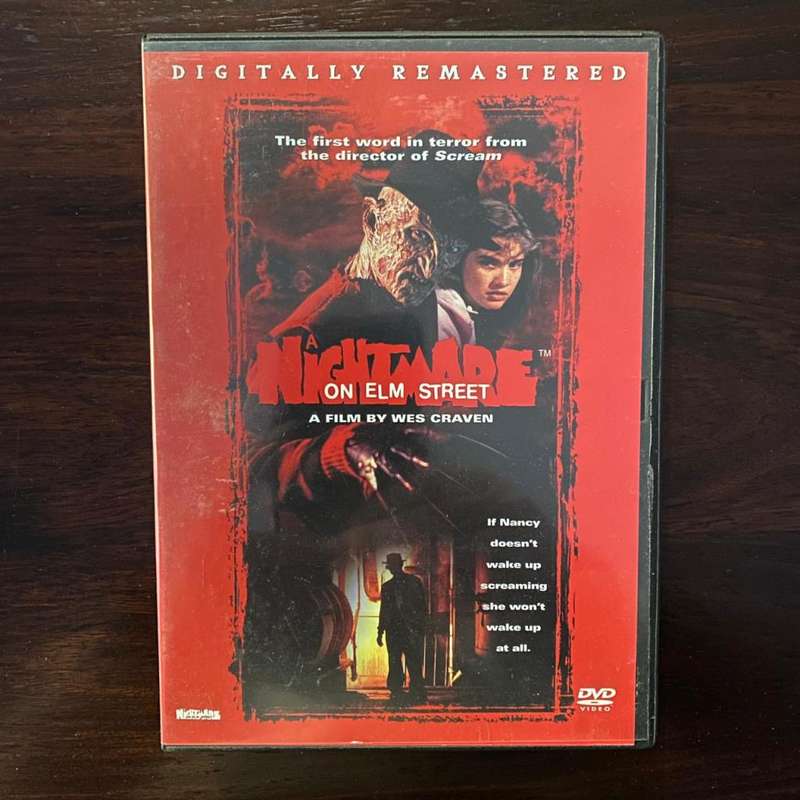 DIGITALLY REMASTERED
The first word in terror from
the director of Scream
A
NIGHTMARE™
ON ELM STREET
A FILM BY WES CRAVEN
If Nancy
doesn't
wake up
screaming
she won't
wake up
at all.
NIGHTMARE
DVD
VIDEO